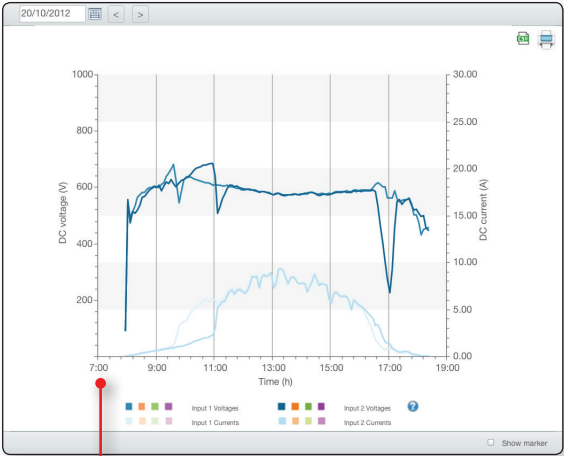 20/10/2012 < >
CSV
1000
800
600
400
200
DC voltage (V)
30.00
25.00
20.00
15.00
10.00
5.00
0.00
DC current (A)
7:00 9:00 11:00 13:00 15:00 17:00 19:00
Time (h)
Input 1 Voltages Input 2 Voltages ?
Input 1 Currents Input 2 Currents
Show marker